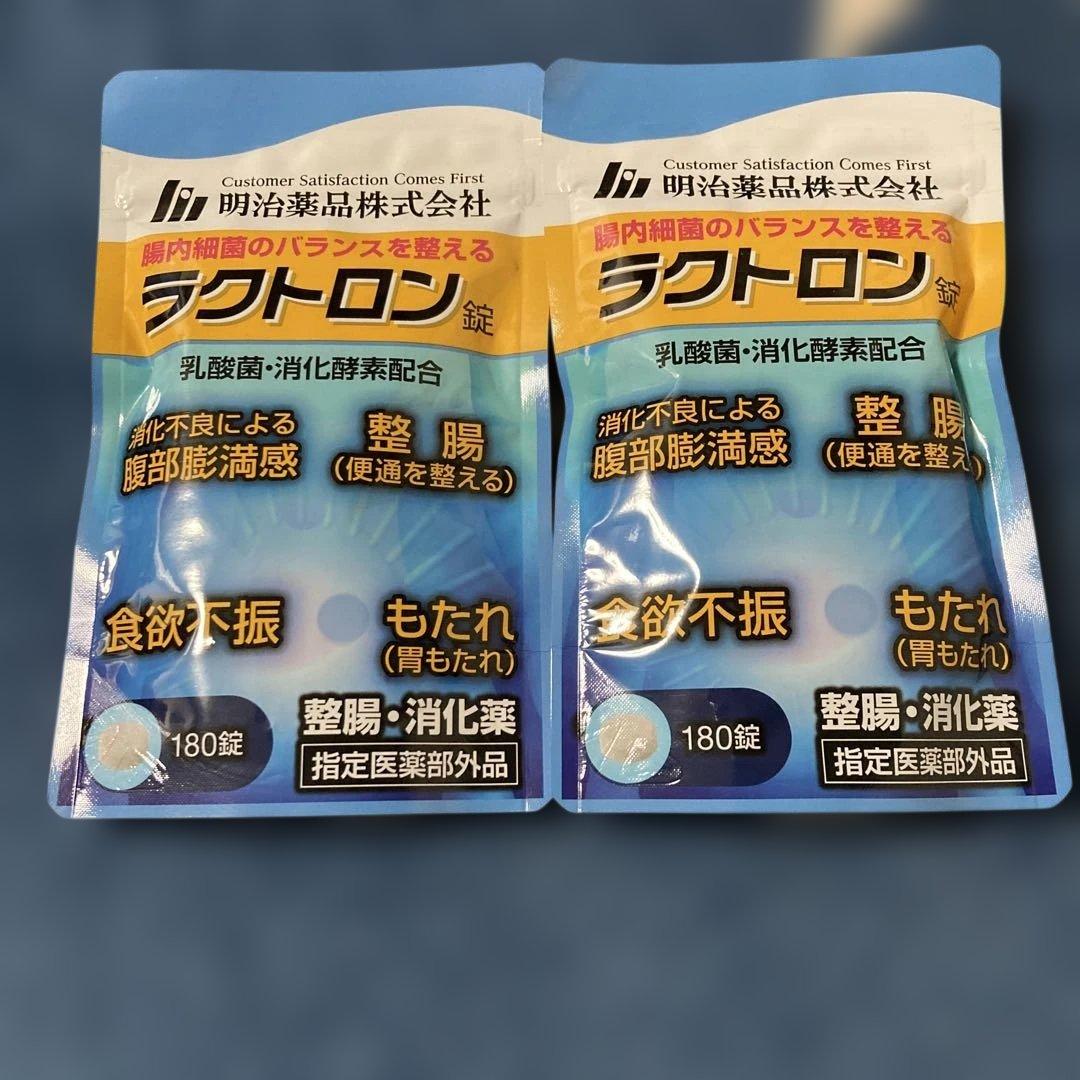 Customer Satisfaction Comes First
明治薬品株式会社
腸内細菌のバランスを整える
ラクトロン錠
乳酸菌・消化酵素配合
消化不良による
腹部膨満感
整腸
(便通を整える)
食欲不振
もたれ
(胃もたれ)
180錠
整腸・消化薬
指定医薬部外品
Customer Satisfaction Comes First
明治薬品株式会社
腸内細菌のバランスを整える
ラクトロン錠
乳酸菌・消化酵素配合
消化不良による
腹部膨満感
整腸
(便通を整える)
食欲不振
もたれ
(胃もたれ)
180錠
整腸・消化薬
指定医薬部外品